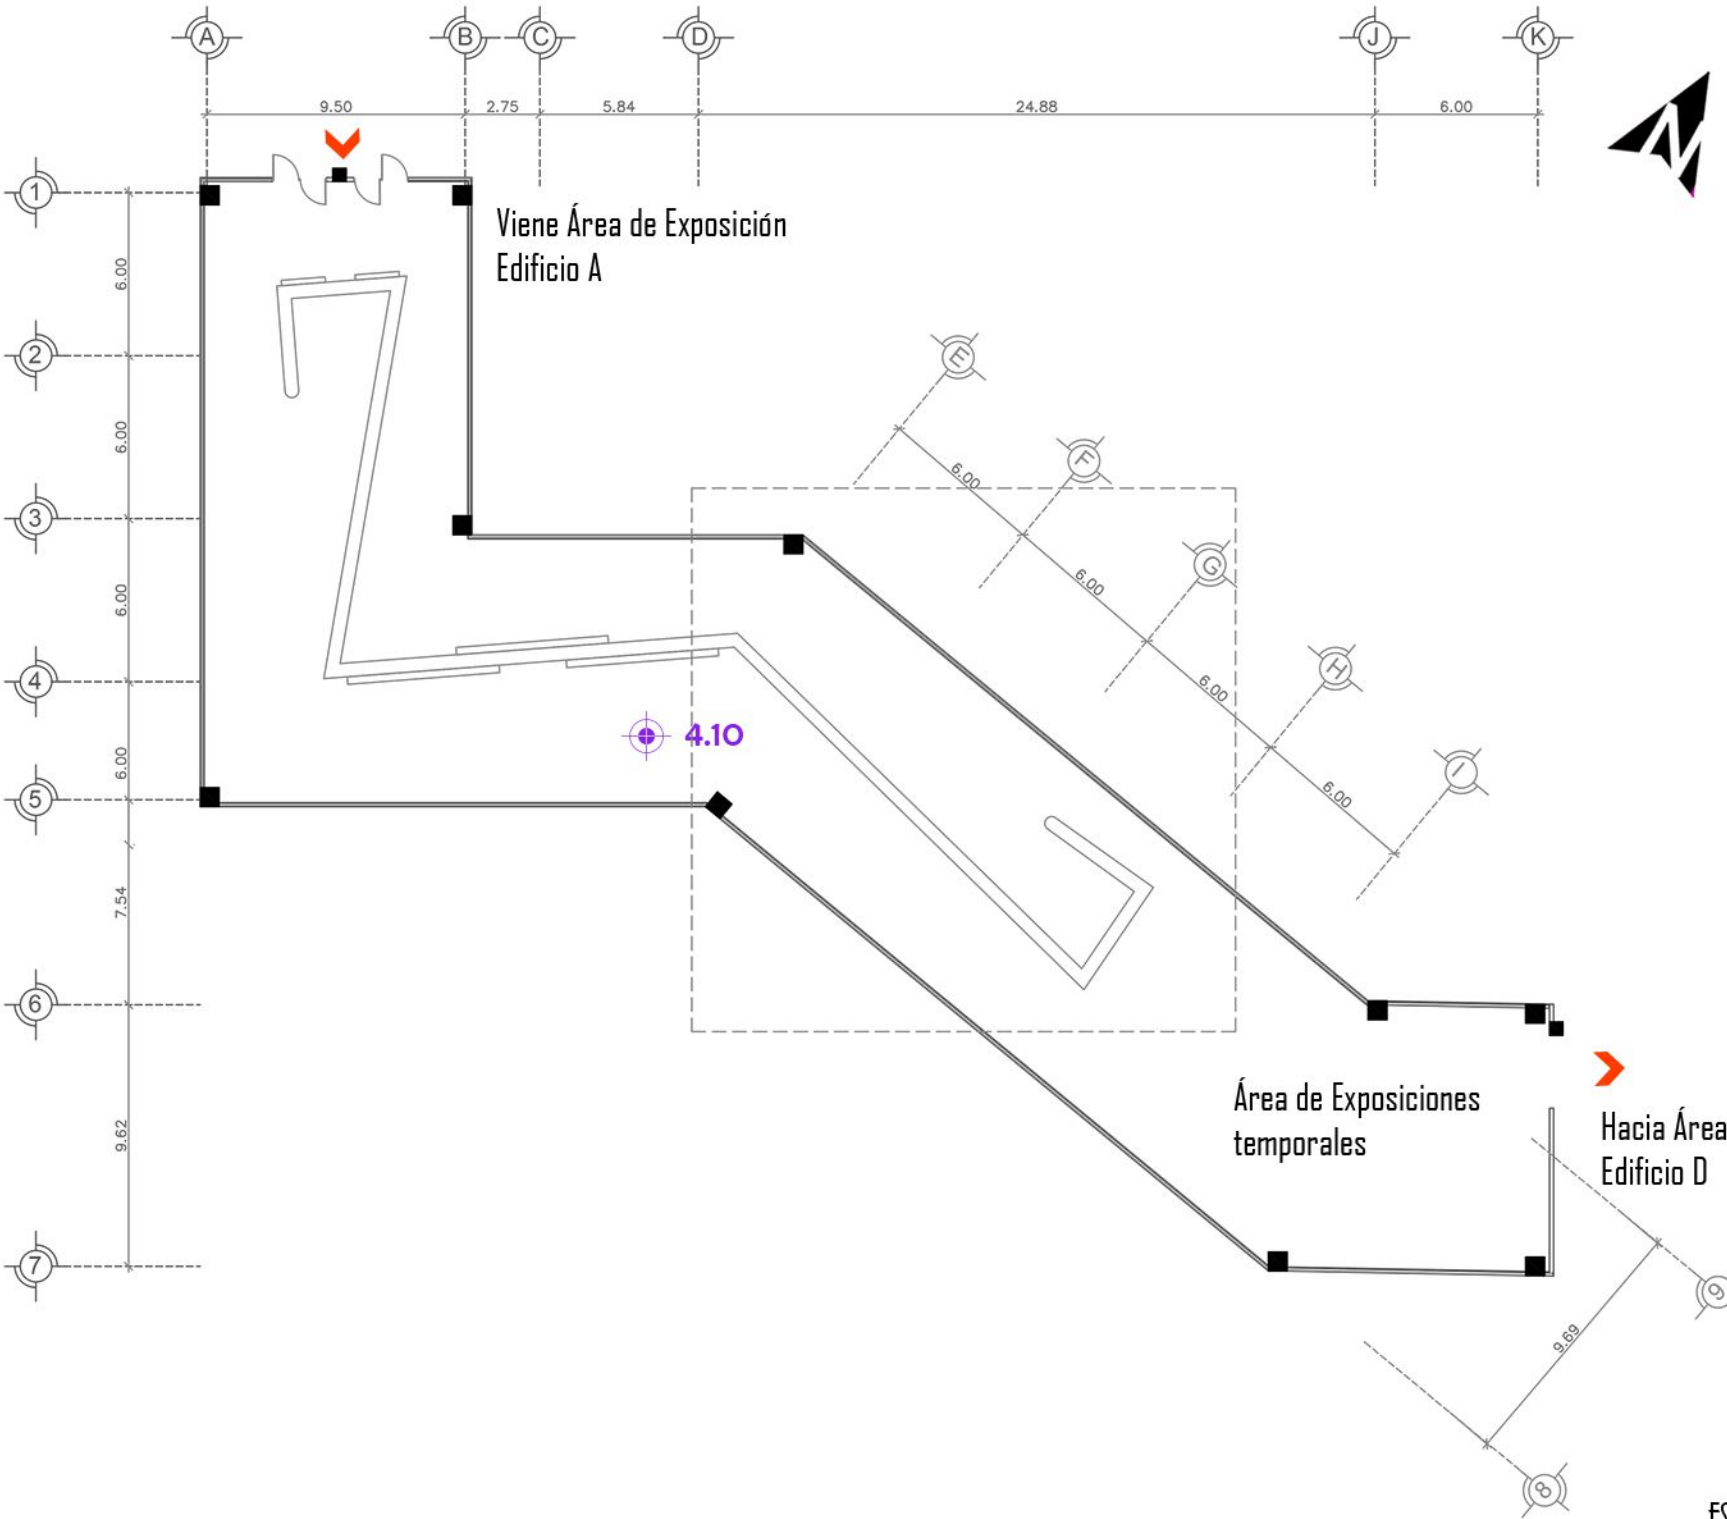 A B C D J K
9.50 2.75 5.84 24.88 6.00
N
1
Viene Área de Exposición
Edificio A
6.00
2
E
6.00
F
6.00
3
G
6.00
6.00
H
4
6.00
4.10
6.00
I
5
6.00
7.54
6
Área de Exposiciones
temporales
Hacia Área
Edificio D
9.62
7
9
9.69
8